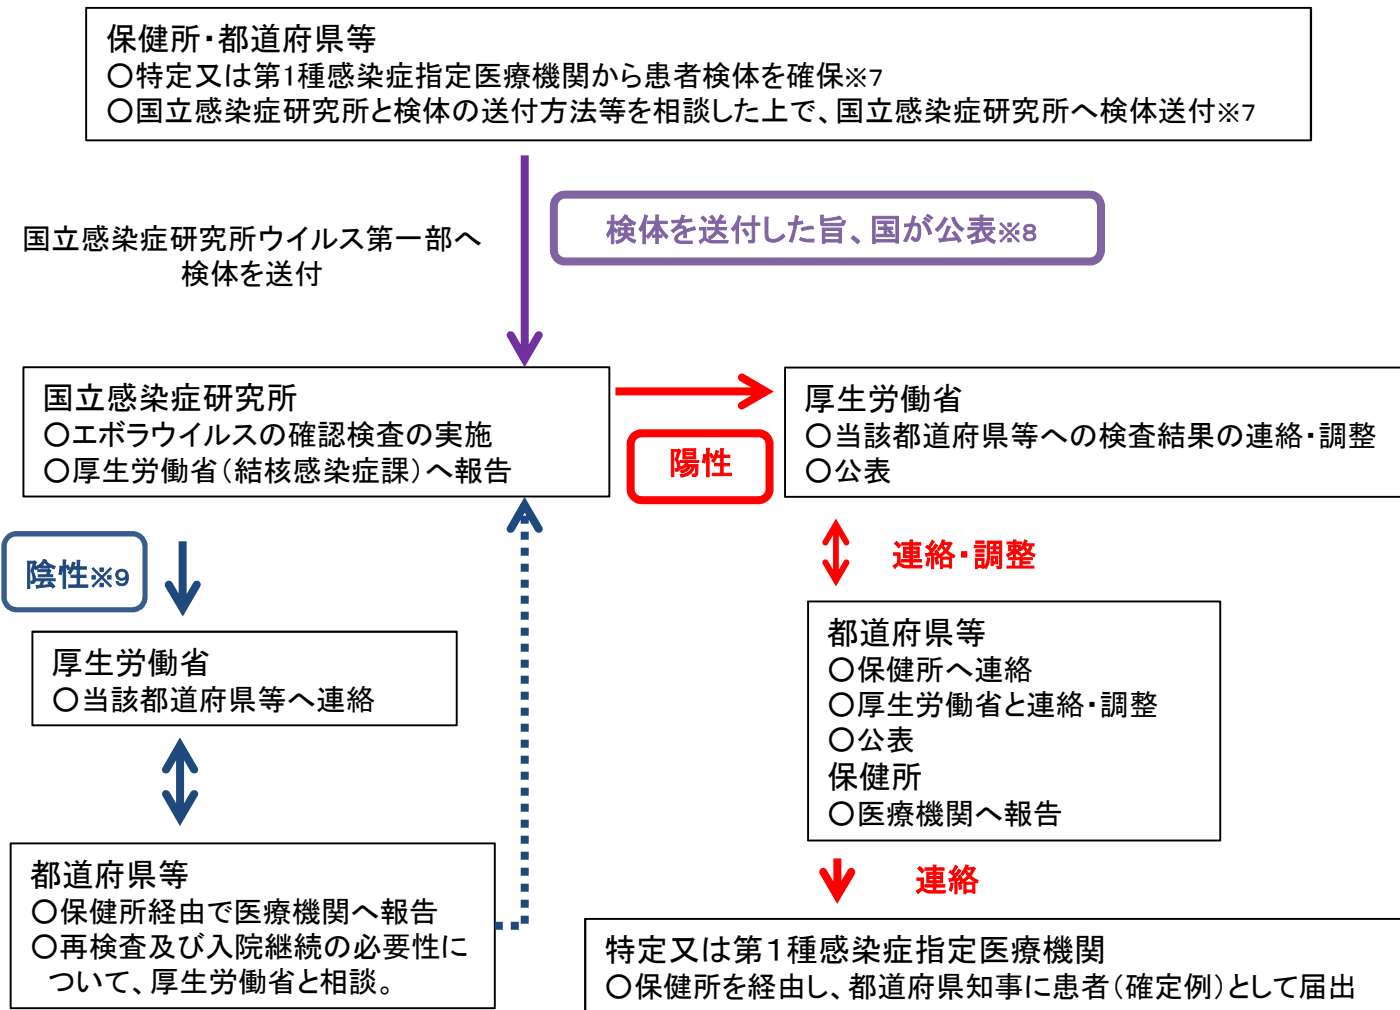 保健所・都道府県等
○特定又は第1種感染症指定医療機関から患者検体を確保※7
○国立感染症研究所と検体の送付方法等を相談した上で、国立感染症研究所へ検体送付※7
検体を送付した旨、国が公表※8
国立感染症研究所ウイルス第一部へ
検体を送付
国立感染症研究所
○エボラウイルスの確認検査の実施
○厚生労働省(結核感染症課)へ報告
陽性
厚生労働省
○当該都道府県等への検査結果の連絡・調整
○公表
陰性※9
連絡・調整
厚生労働省
○当該都道府県等へ連絡
都道府県等
○保健所へ連絡
○厚生労働省と連絡・調整
○公表
保健所
○医療機関へ報告
都道府県等
○保健所経由で医療機関へ報告
○再検査及び入院継続の必要性に
ついて、厚生労働省と相談。
連絡
特定又は第1種感染症指定医療機関
○保健所を経由し、都道府県知事に患者(確定例)として届出